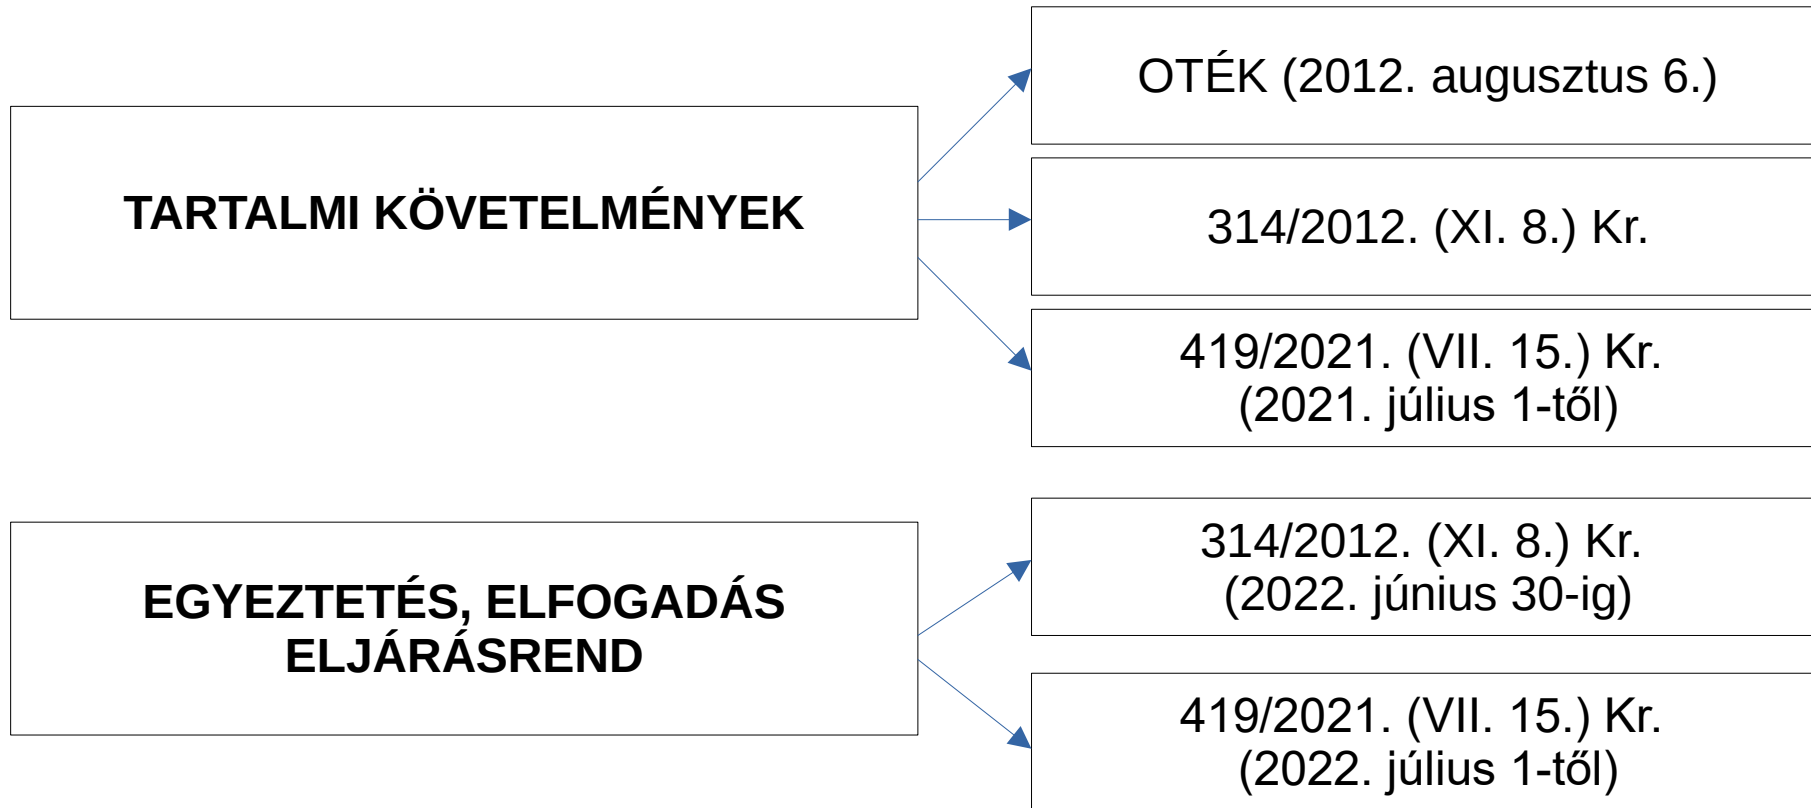 TARTALMI KÖVETELMÉNYEK
OTÉK (2012. augusztus 6.)
314/2012. (XI. 8.) Kr.
419/2021. (VII. 15.) Kr.
(2021. július 1-től)
EGYEZTETÉS, ELFOGADÁS
ELJÁRÁSREND
314/2012. (XI. 8.) Kr.
(2022. június 30-ig)
419/2021. (VII. 15.) Kr.
(2022. július 1-től)